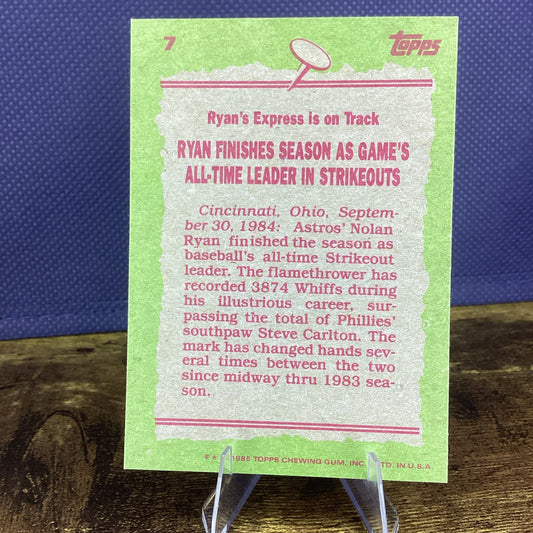 7
Topps
Ryan's Express is on Track
RYAN FINISHES SEASON AS GAME'S
ALL-TIME LEADER IN STRIKEOUTS
Cincinnati, Ohio, Septem-
ber 30, 1984: Astros' Nolan
Ryan finished the season as
baseball's all-time Strikeout
leader. The flamethrower has
recorded 3874 Whiffs during
his illustrious career, sur-
passing the total of Phillies'
southpaw Steve Carlton. The
mark has changed hands sev-
eral times between the two
since midway thru 1983 sea-
son.
1985 TOPPS CHEWING GUM, INC. TD. IN U.S.A.